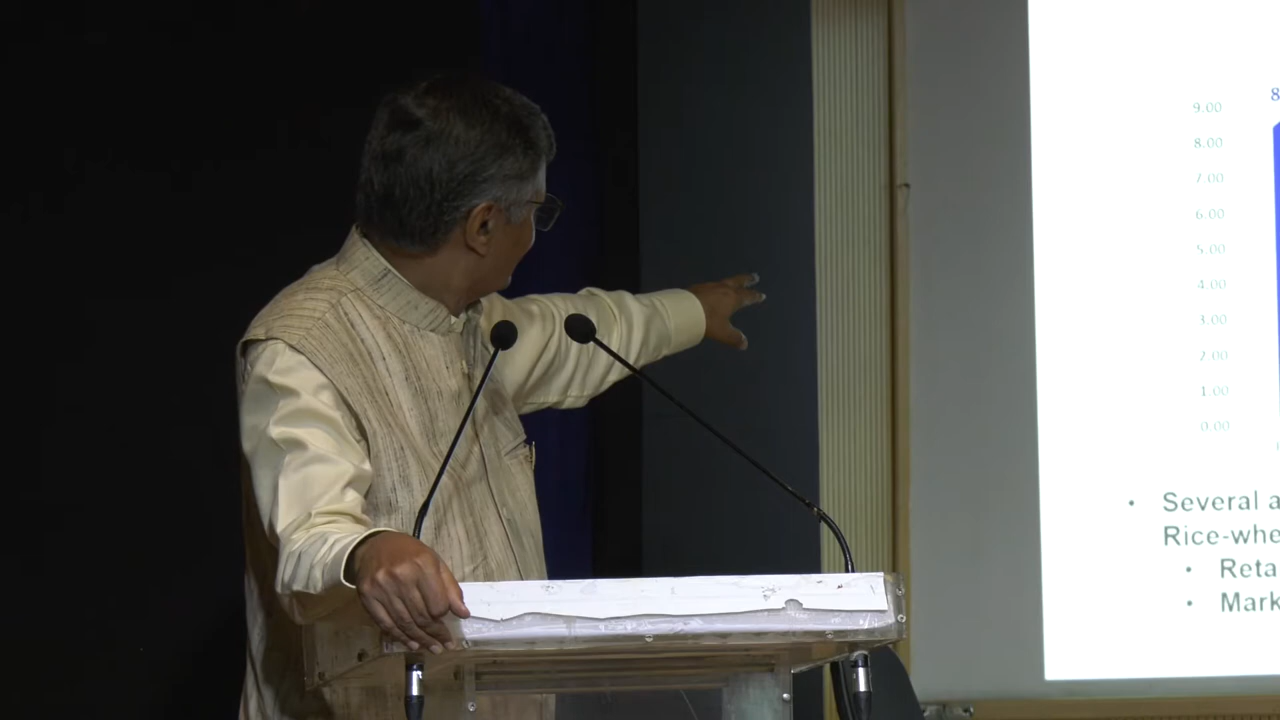 8
9.00
8.00
7.00
6.00
5.00
4.00
3.00
2.00
1.00
0.00
• Several a
Rice-whe
• Reta
• Mark